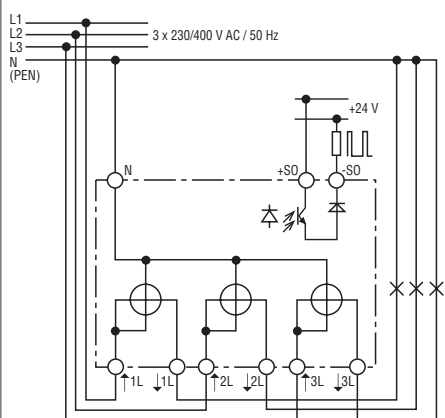 L1
L2
3 x 230/400 V AC / 50 Hz
L3
N
(PEN)
+24 V
N
+SO
-SO
↑1L ↓1L ↑2L ↓2L ↑3L ↓3L